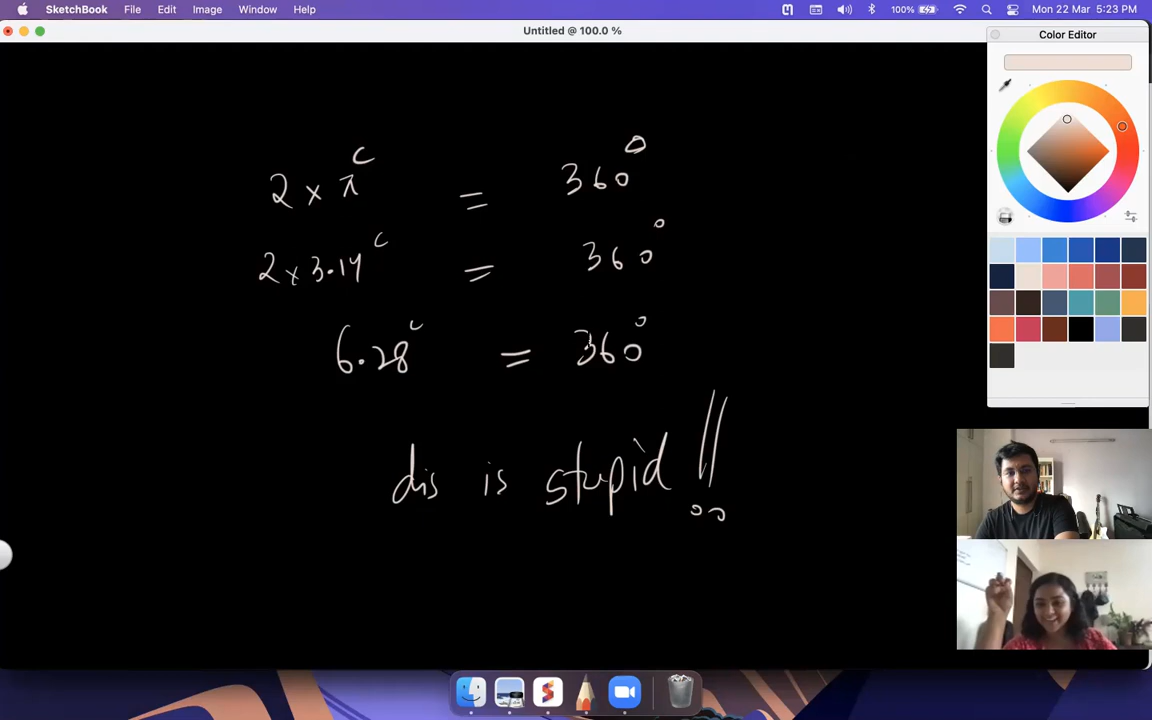 SketchBook File Edit Image Window Help 100% Mon 22 Mar 5:23 PM
Untitled @ 100.0 %
Color Editor
2 × π^c = 360°
2 × 3.14^c = 360°
6.28^c = 360°
dis is stupid !!